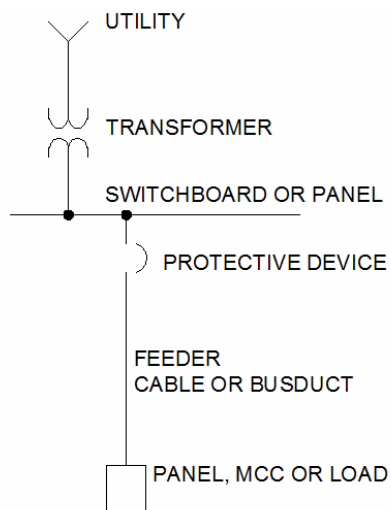 UTILITY
TRANSFORMER
SWITCHBOARD OR PANEL
PROTECTIVE DEVICE
FEEDER
CABLE OR BUSDUCT
PANEL, MCC OR LOAD